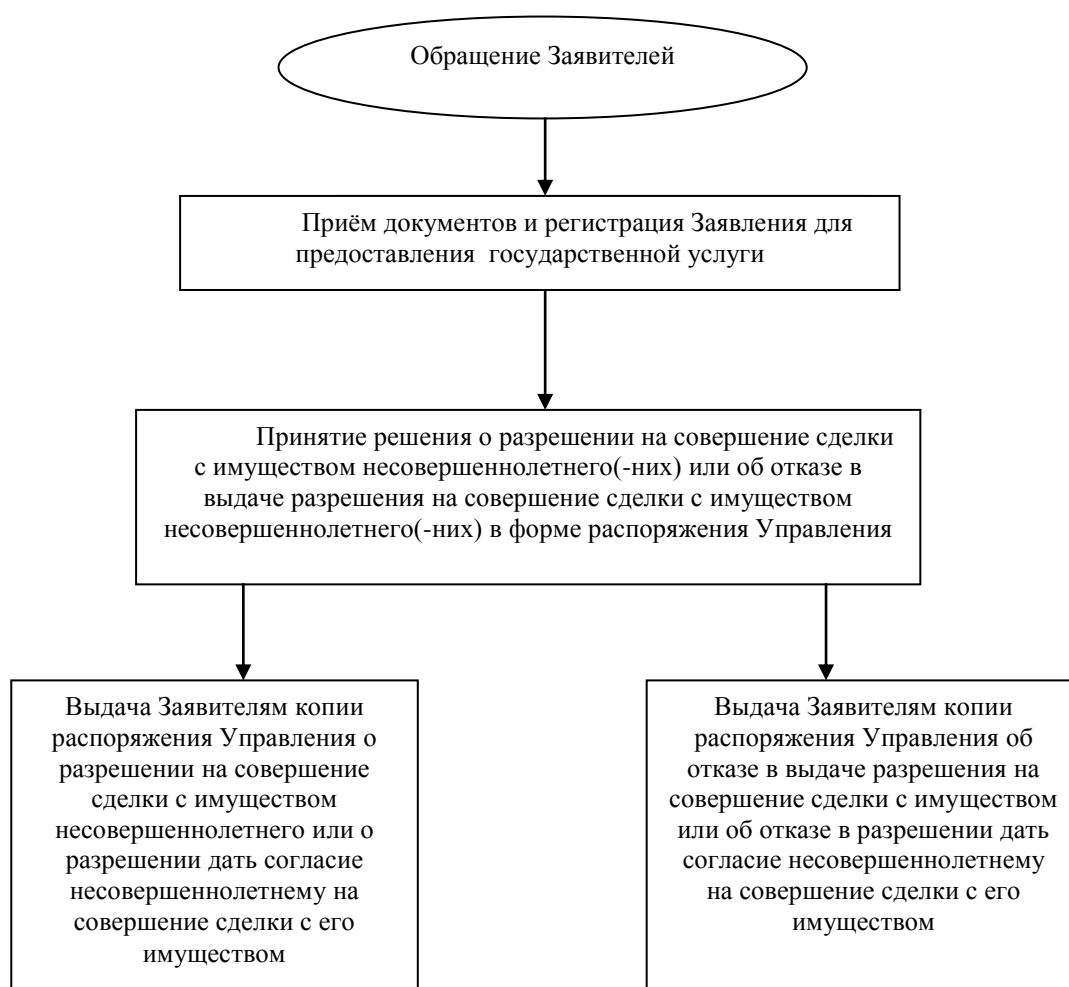 Обращение Заявителей
Приём документов и регистрация Заявления для
предоставления государственной услуги
Принятие решения о разрешении на совершение сделки
с имуществом несовершеннолетнего(-них) или об отказе в
выдаче разрешения на совершение сделки с имуществом
несовершеннолетнего(-них) в форме распоряжения Управления
Выдача Заявителям копии
распоряжения Управления о
разрешении на совершение
сделки с имуществом
несовершеннолетнего или о
разрешении дать согласие
несовершеннолетнему на
совершение сделки с его
имуществом
Выдача Заявителям копии
распоряжения Управления об
отказе в выдаче разрешения на
совершение сделки с имуществом
или об отказе в разрешении дать
согласие несовершеннолетнему
на совершение сделки с его
имуществом